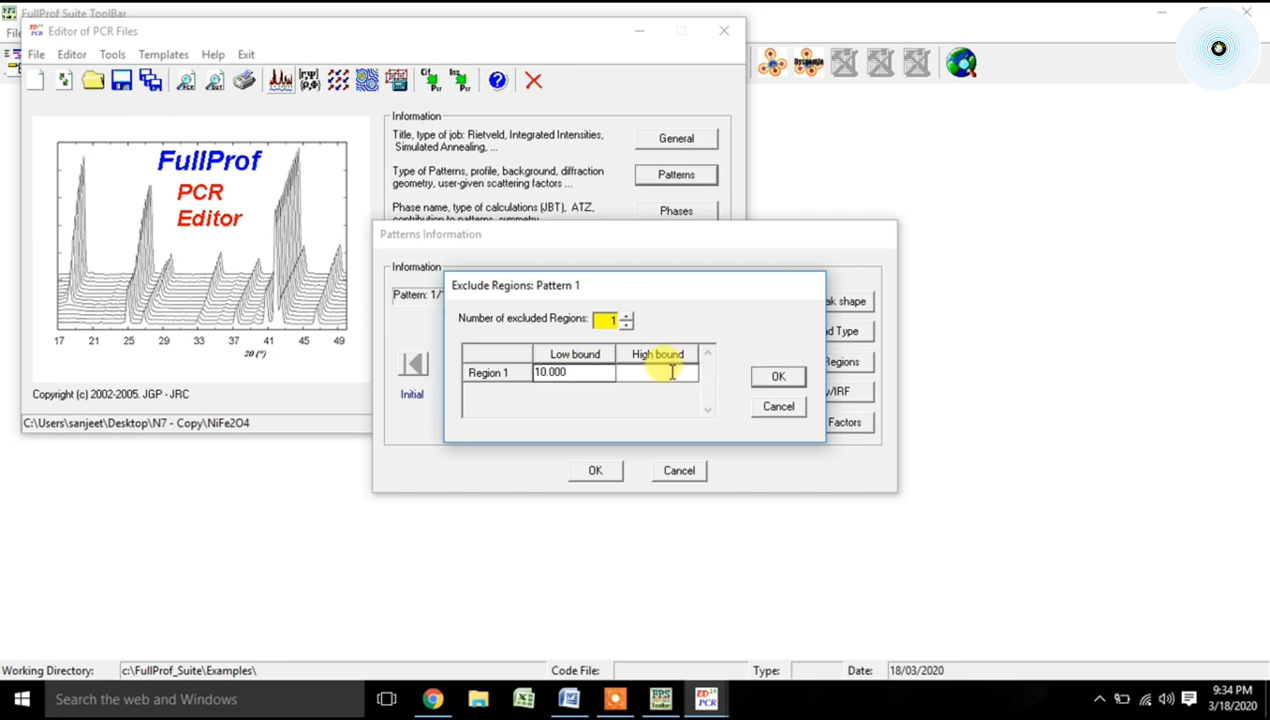 FullProf Suite ToolBar
Editor of PCR Files
File Editor Tools Templates Help Exit
FullProf
PCR
Editor
17 21 25 29 33 37 41 45 49
2θ (°)
Copyright (c) 2002-2005. JGP - JRC
C:\Users\sanjeet\Desktop\N7 - Copy\NiFe2O4
Information
Title, type of job: Rietveld, Integrated Intensities,
Simulated Annealing, ...
General
Type of Patterns, profile, background, diffraction
geometry, user-given scattering factors ...
Patterns
Phase name, type of calculations (JBT), ATZ,
contribution to patterns, symmetry
Phases
Patterns Information
Information
Pattern: 1/
Initial
ak shape
d Type
Regions
/IRF
Factors
OK Cancel
Exclude Regions: Pattern 1
Number of excluded Regions: 1
Low bound High bound
Region 1 10.000
OK
Cancel
Working Directory: c:\FullProf_Suite\Examples\ Code File: Type: Date: 18/03/2020
Search the web and Windows
9:34 PM
3/18/2020